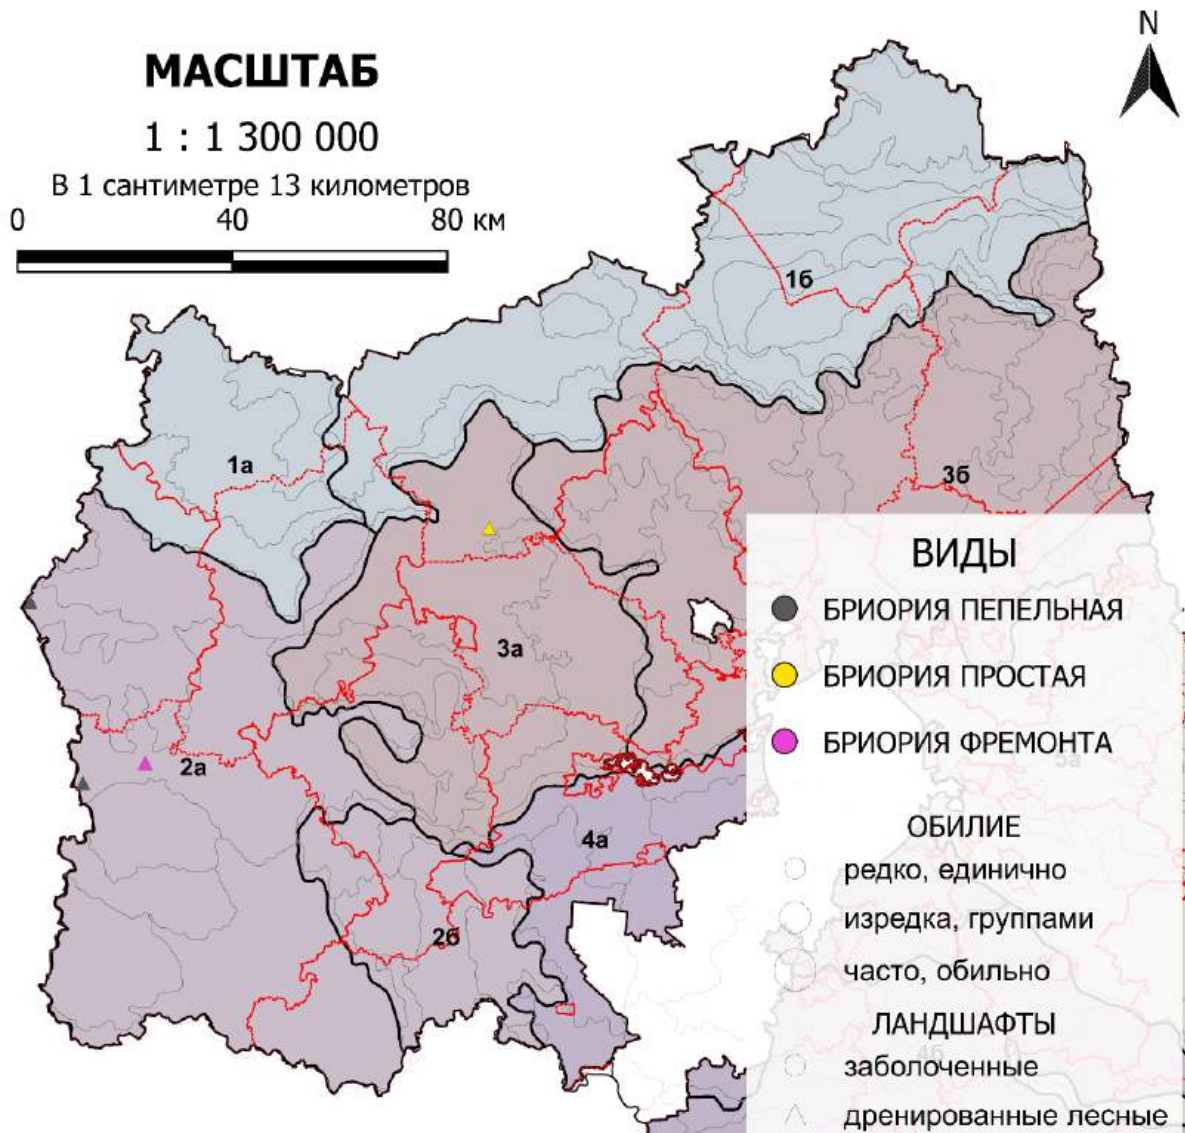 МАСШТАБ
1 : 1 300 000
В 1 сантиметре 13 километров
0 40 80 км
N
1б
1а
3б
3а
2а
4а
2б
ВИДЫ
БРИОРИЯ ПЕПЕЛЬНАЯ
БРИОРИЯ ПРОСТАЯ
БРИОРИЯ ФРЕМОНТА
5а
ОБИЛИЕ
редко, единично
изредка, группами
часто, обильно
ЛАНДШАФТЫ
4б
заболоченные
дренированные лесные